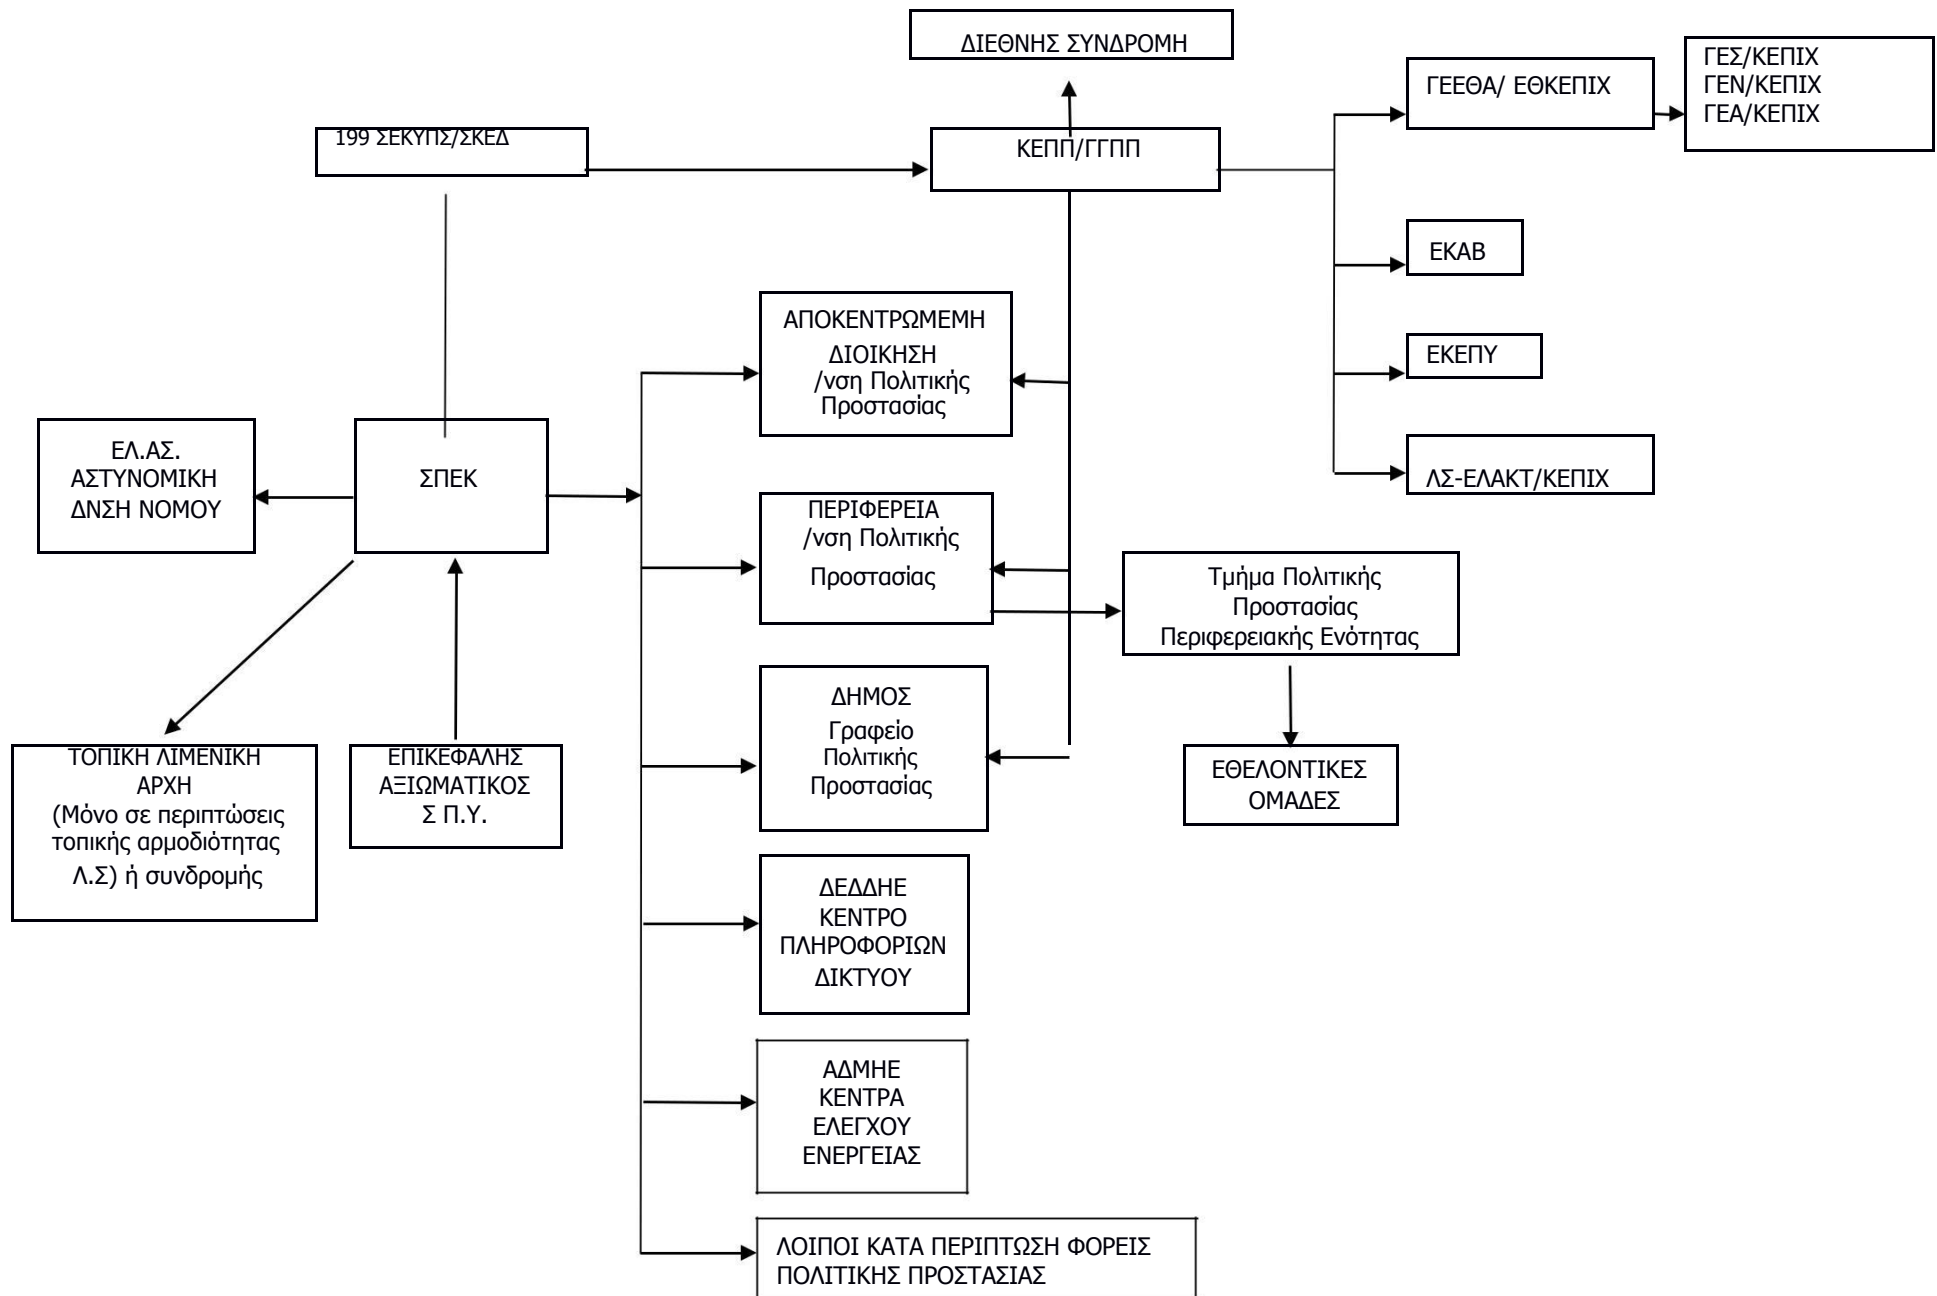 ΔΙΕΘΝΗΣ ΣΥΝΔΡΟΜΗ
ΓΕΕΘΑ/ ΕΘΚΕΠΙΧ
ΓΕΣ/ΚΕΠΙΧ
ΓΕΝ/ΚΕΠΙΧ
ΓΕΑ/ΚΕΠΙΧ
199 ΣΕΚΥΠΣ/ΣΚΕΔ
ΚΕΠΠ/ΓΓΠΠ
ΕΚΑΒ
ΕΚΕΠΥ
ΛΣ-ΕΛΑΚΤ/ΚΕΠΙΧ
ΑΠΟΚΕΝΤΡΩΜΕΜΗ
ΔΙΟΙΚΗΣΗ
/νση Πολιτικής
Προστασίας
ΕΛ.ΑΣ.
ΑΣΤΥΝΟΜΙΚΗ
ΔΝΣΗ ΝΟΜΟΥ
ΣΠΕΚ
ΠΕΡΙΦΕΡΕΙΑ
/νση Πολιτικής
Προστασίας
Τμήμα Πολιτικής
Προστασίας
Περιφερειακής Ενότητας
ΔΗΜΟΣ
Γραφείο
Πολιτικής
Προστασίας
ΕΘΕΛΟΝΤΙΚΕΣ
ΟΜΑΔΕΣ
ΤΟΠΙΚΗ ΛΙΜΕΝΙΚΗ
ΑΡΧΗ
(Μόνο σε περιπτώσεις
τοπικής αρμοδιότητας
Λ.Σ) ή συνδρομής
ΕΠΙΚΕΦΑΛΗΣ
ΑΞΙΩΜΑΤΙΚΟΣ
Σ Π.Υ.
ΔΕΔΔΗΕ
ΚΕΝΤΡΟ
ΠΛΗΡΟΦΟΡΙΩΝ
ΔΙΚΤΥΟΥ
ΑΔΜΗΕ
ΚΕΝΤΡΑ
ΕΛΕΓΧΟΥ
ΕΝΕΡΓΕΙΑΣ
ΛΟΙΠΟΙ ΚΑΤΑ ΠΕΡΙΠΤΩΣΗ ΦΟΡΕΙΣ
ΠΟΛΙΤΙΚΗΣ ΠΡΟΣΤΑΣΙΑΣ